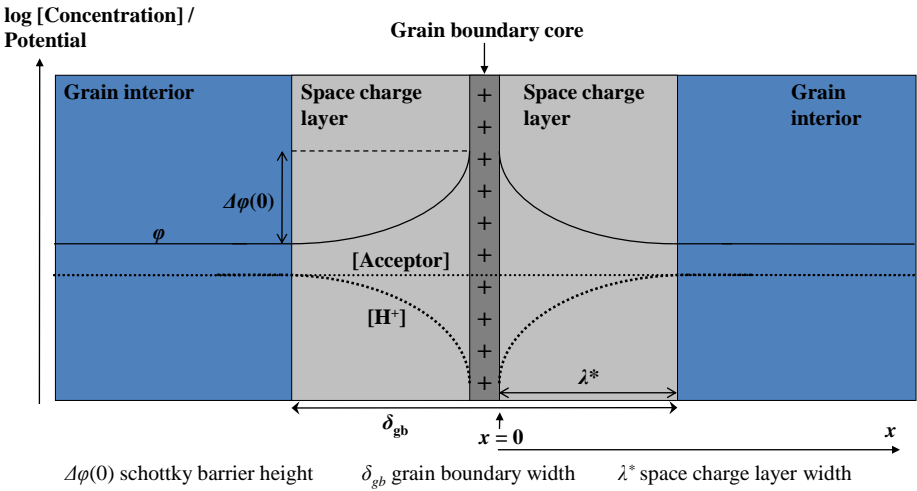 log [Concentration] /
Potential
Grain boundary core
Grain interior
Space charge
layer
+
+
+
+
+
+
+
+
+
+
Space charge
layer
Grain
interior
Δφ(0)
φ
[Acceptor]
[H⁺]
λ*
δgb
x = 0
x
Δφ(0) schottky barrier height δgb grain boundary width λ* space charge layer width